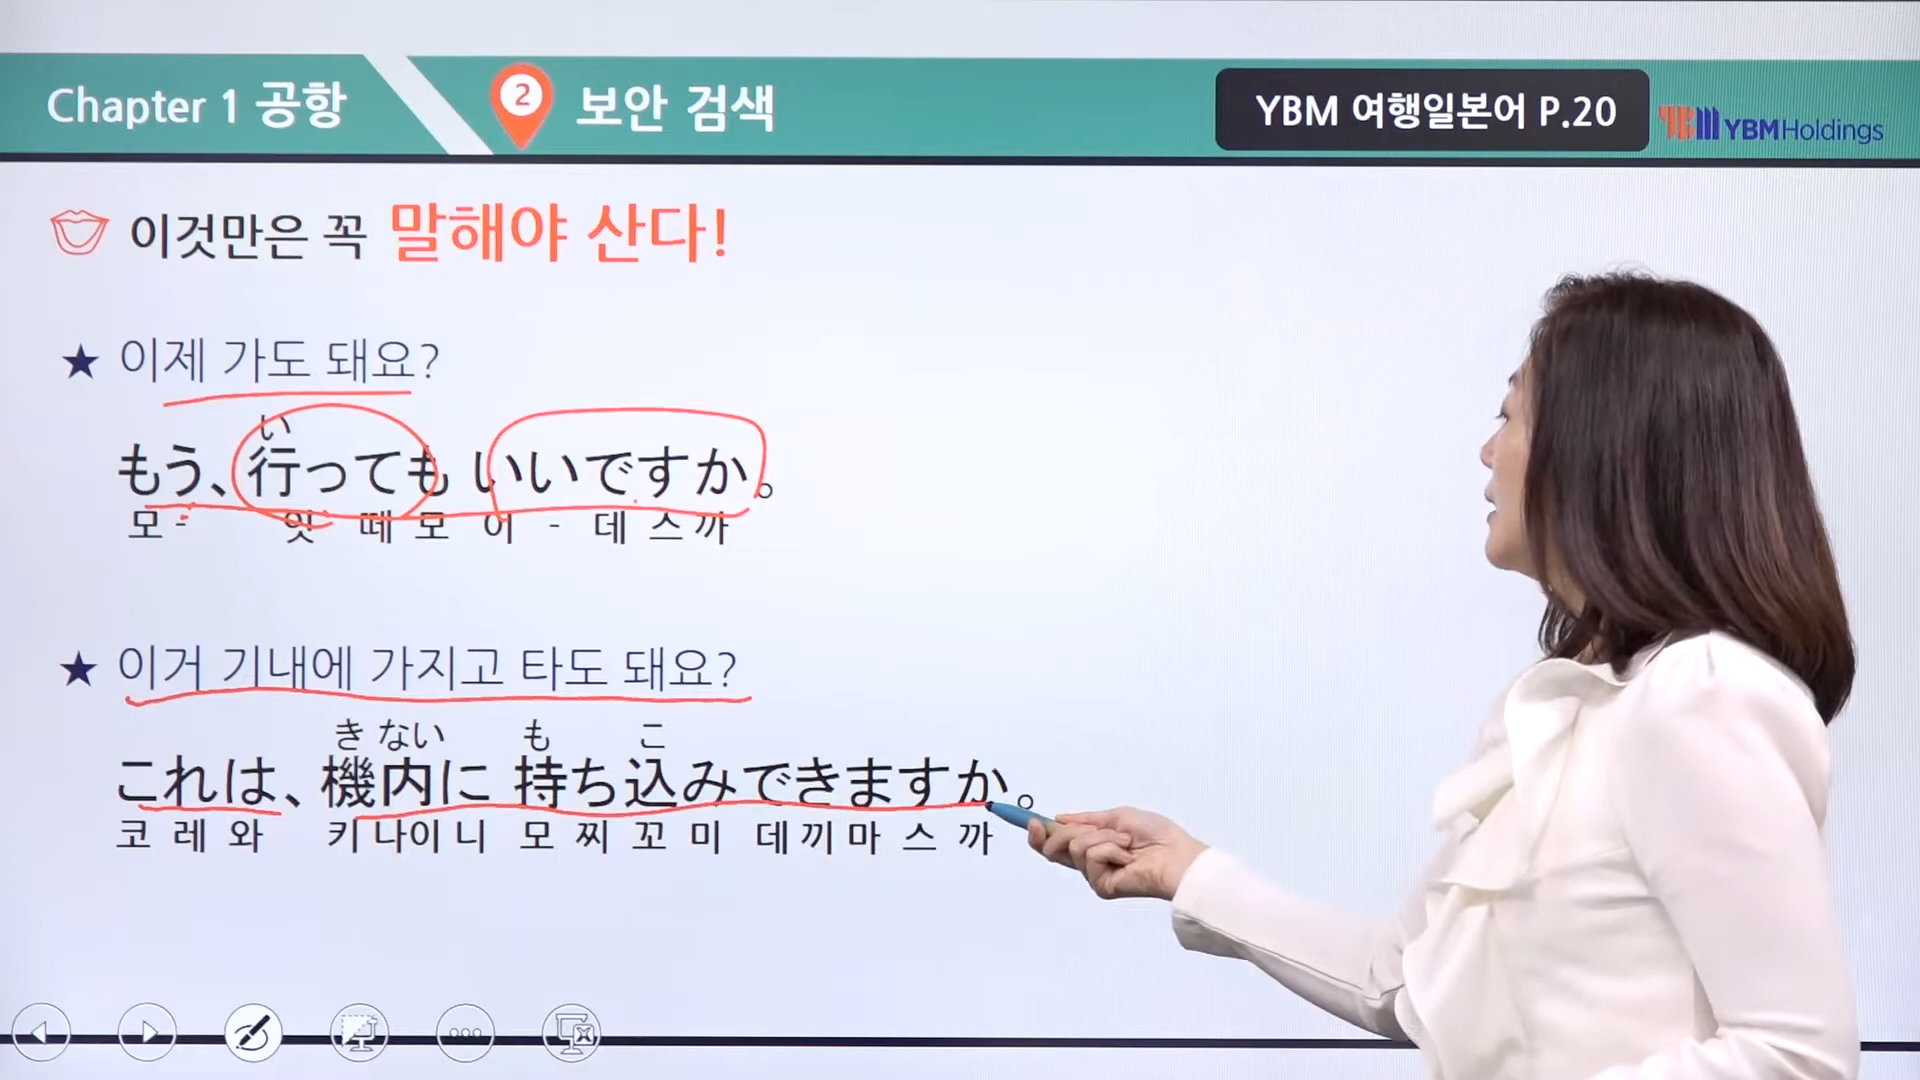 Chapter 1 공항
2
보안 검색
YBM 여행일본어 P.20
YBM YBMHoldings
이것만은 꼭 말해야 산다!
★ 이제 가도 돼요?
い
もう、行っても いいですか。
모- 잇 떼 모 이 - 데 스 까
★ 이거 기내에 가지고 타도 돼요?
き ない も こ
これは、機内に 持ち込みできますか。
코 레 와 키 나이 니 모 찌 꼬 미 데 끼 마 스 까